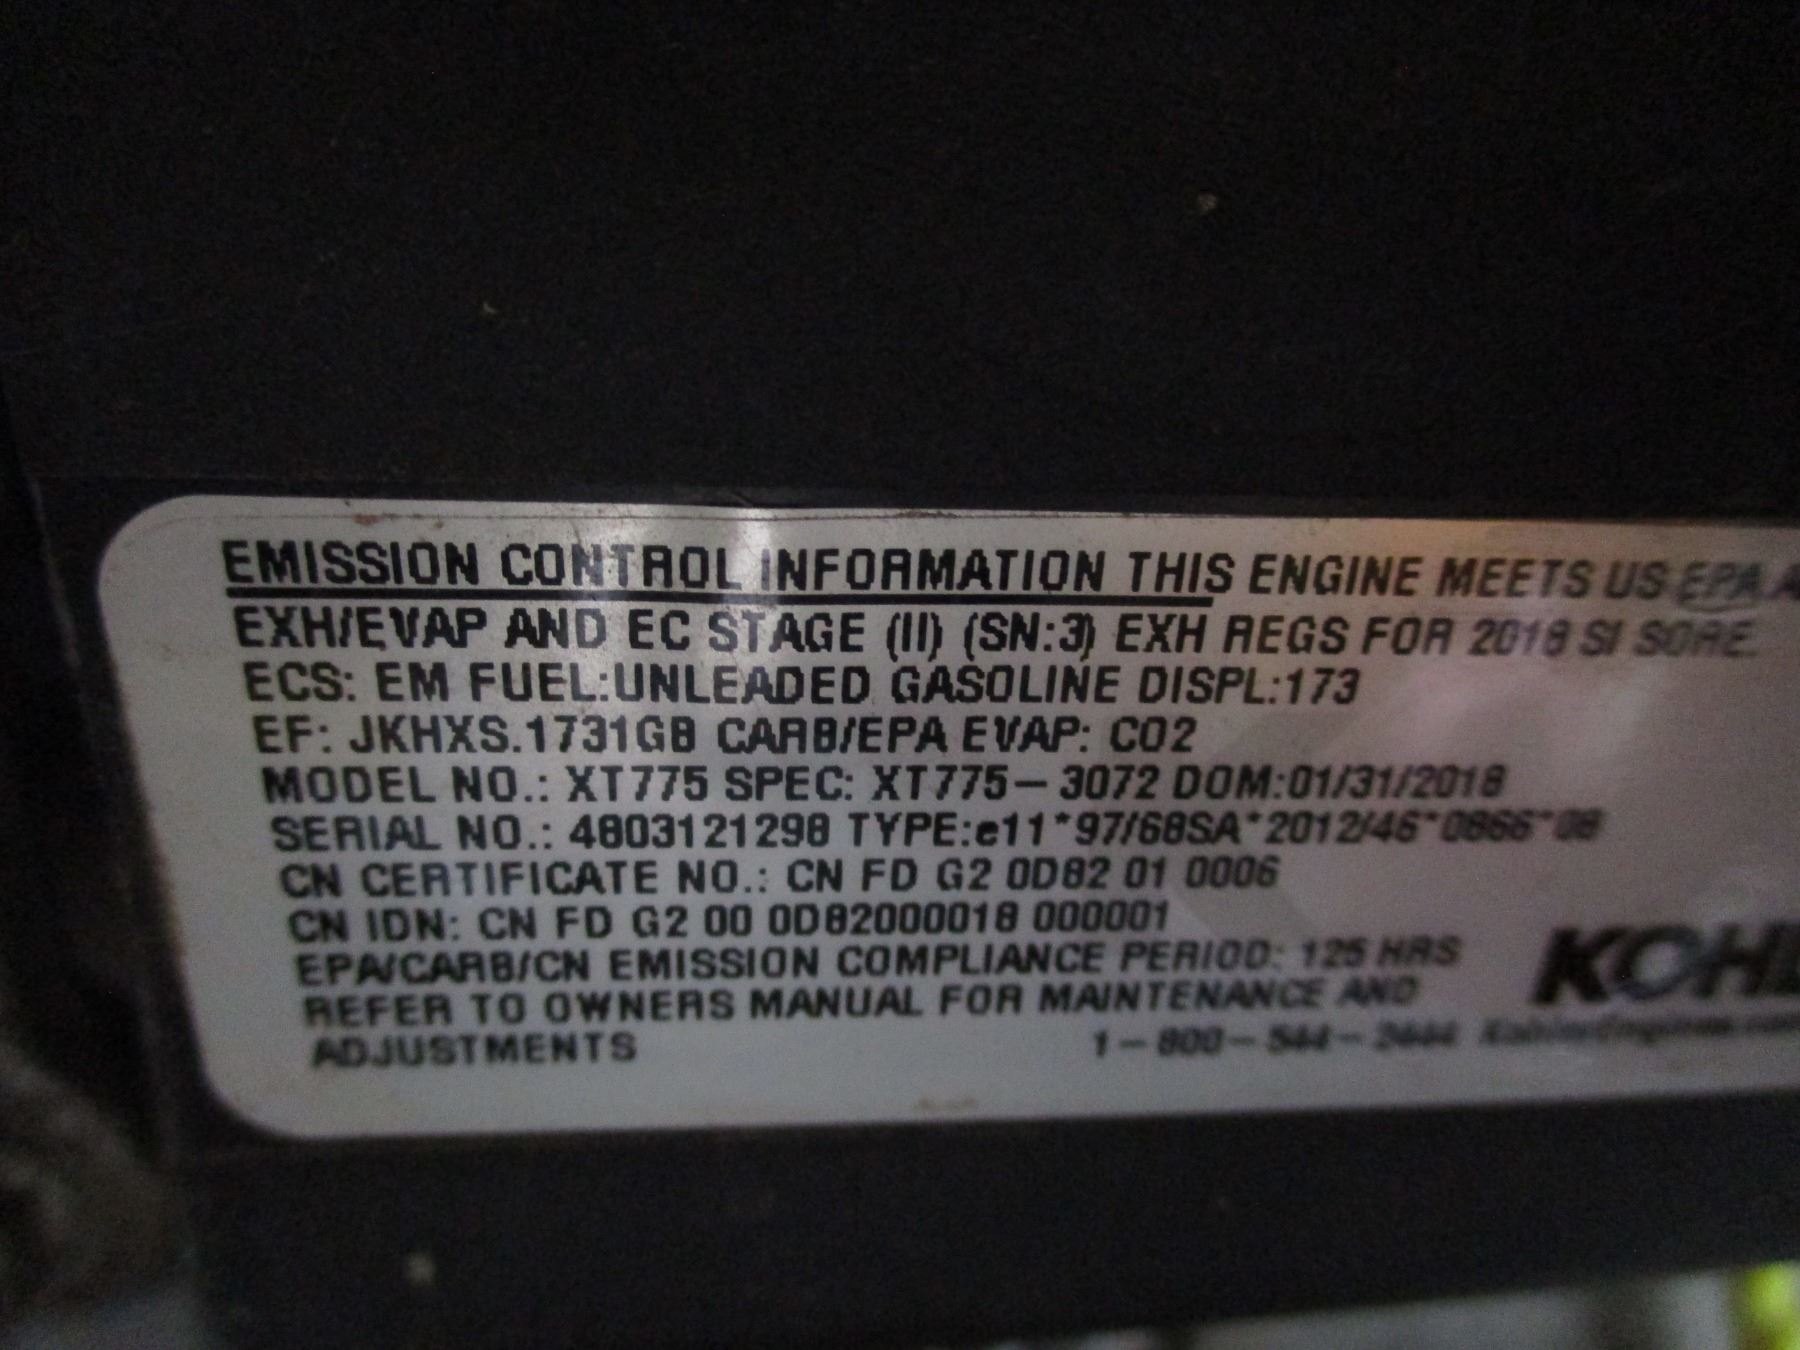 EMISSION CONTROL INFORMATION THIS ENGINE MEETS US EPA
EXH/EVAP AND EC STAGE (II) (SN:3) EXH REGS FOR 2018 SI SORE.
ECS: EM FUEL:UNLEADED GASOLINE DISPL:173
EF: JKHXS.1731GB CARB/EPA EVAP: CO2
MODEL NO.: XT775 SPEC: XT775-3072 DOM:01/31/2018
SERIAL NO.: 4803121298 TYPE:e11*97/68SA*2012/46*0866*08
CN CERTIFICATE NO.: CN FD G2 0D82 01 0006
CN IDN: CN FD G2 00 0D82000018 000001
EPA/CARB/CN EMISSION COMPLIANCE PERIOD: 125 HRS
REFER TO OWNERS MANUAL FOR MAINTENANCE AND
ADJUSTMENTS
KOHL
1-800-544-2444